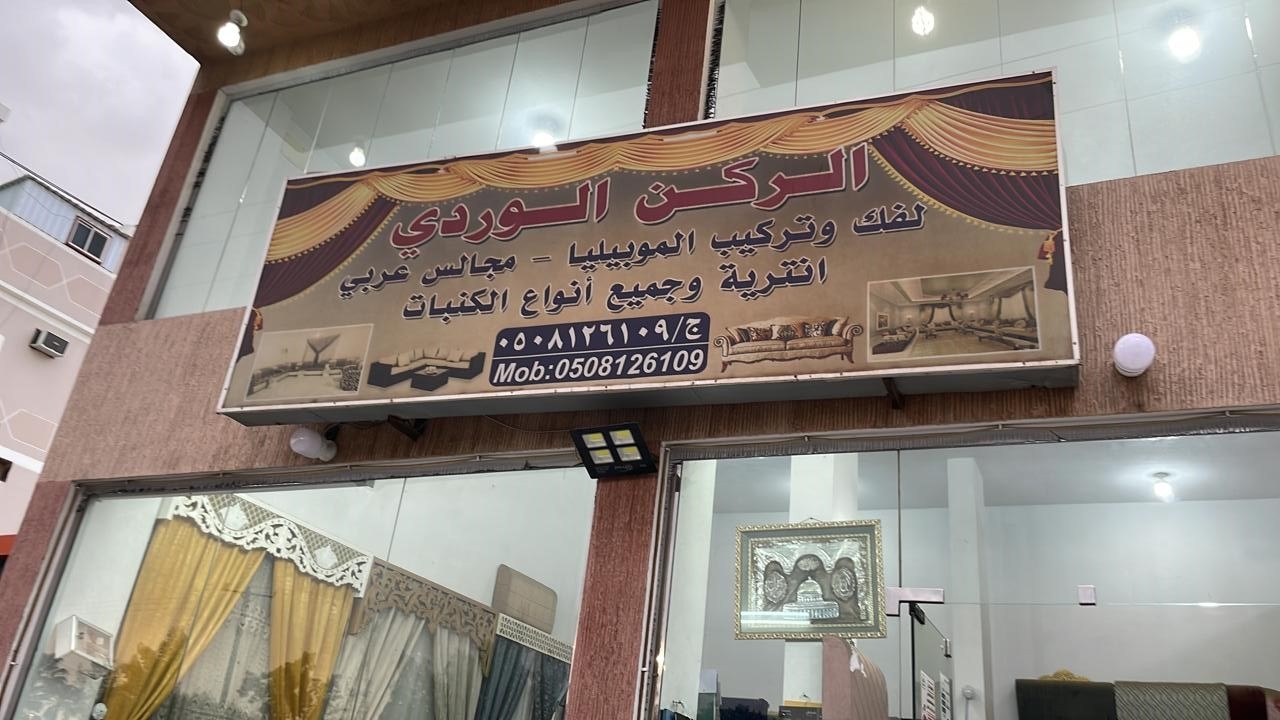 الركن الوردي
لفك وتركيب الموبيليا - مجالس عربي
انترية وجميع أنواع الكنبات
ج/٠٥٠٨١٢٦١٠٩
Mob:0508126109